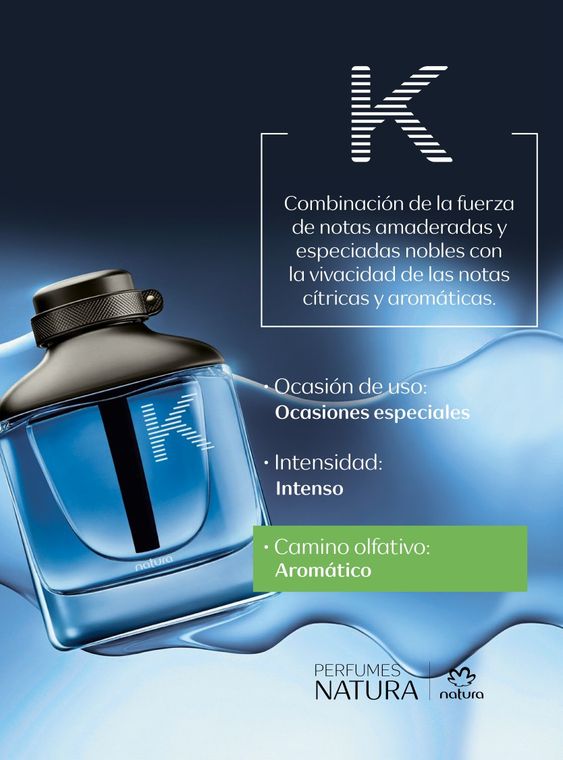 K
Combinación de la fuerza
de notas amaderadas y
especiadas nobles con
la vivacidad de las notas
cítricas y aromáticas.
• Ocasión de uso:
Ocasiones especiales
• Intensidad:
Intenso
• Camino olfativo:
Aromático
K
natura
PERFUMES
NATURA
natura